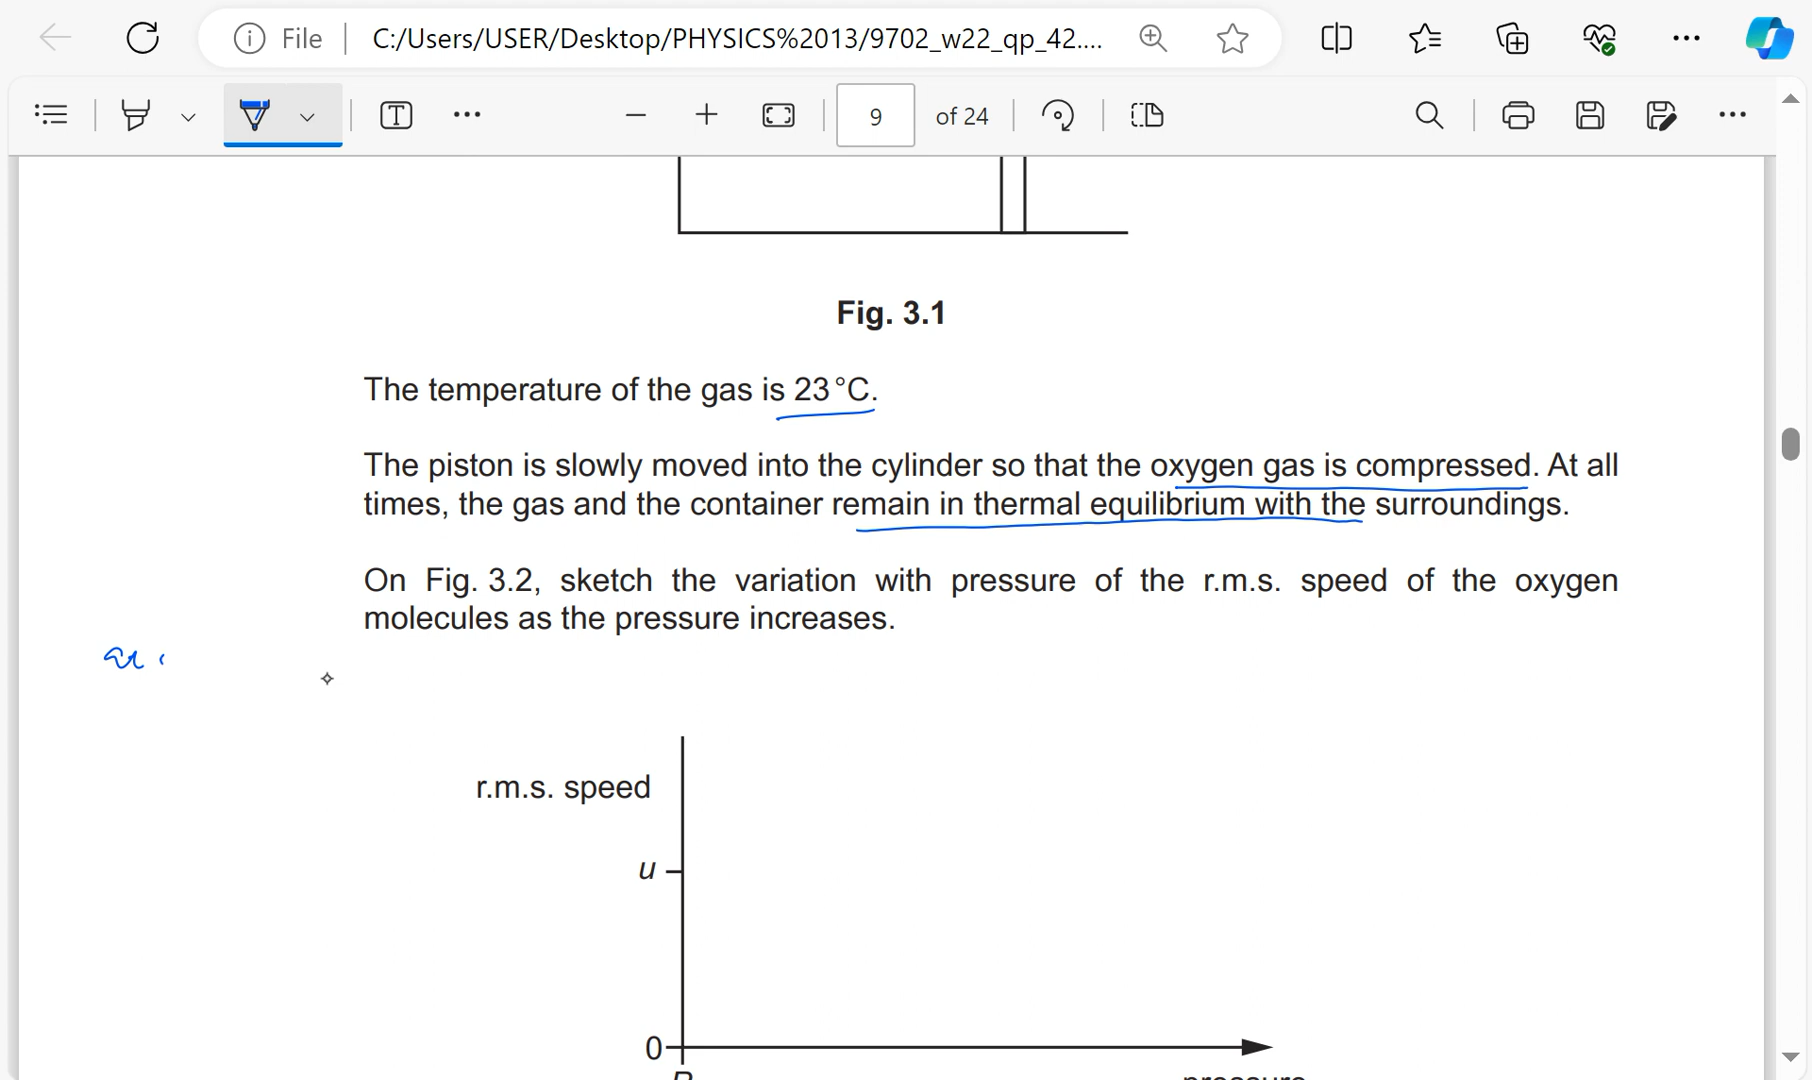 File C:/Users/USER/Desktop/PHYSICS%2013/9702_w22_qp_42....
9 of 24
Fig. 3.1
The temperature of the gas is 23 °C.
The piston is slowly moved into the cylinder so that the oxygen gas is compressed. At all
times, the gas and the container remain in thermal equilibrium with the surroundings.
On Fig. 3.2, sketch the variation with pressure of the r.m.s. speed of the oxygen
molecules as the pressure increases.
r.m.s. speed
u
0
pressure